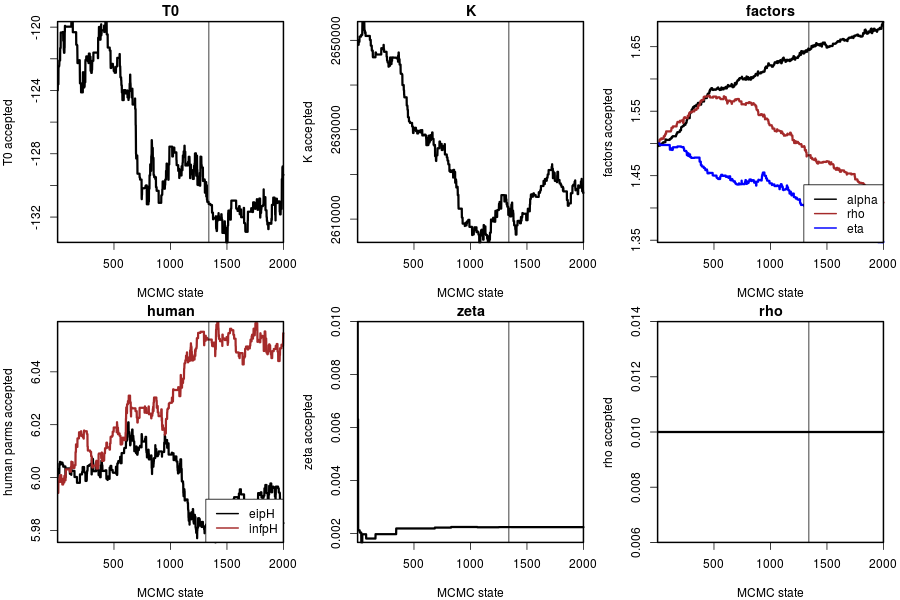 T0
T0 accepted
-120
-124
-128
-132
500 1000 1500 2000
MCMC state
K
K accepted
2650000
2630000
2610000
500 1000 1500 2000
MCMC state
factors
factors accepted
1.65
1.55
1.45
1.35
alpha
rho
eta
500 1000 1500 2000
MCMC state
human
human parms accepted
6.04
6.02
6.00
5.98
eipH
infpH
500 1000 1500 2000
MCMC state
zeta
zeta accepted
0.010
0.008
0.006
0.004
0.002
500 1000 1500 2000
MCMC state
rho
rho accepted
0.014
0.012
0.010
0.008
0.006
500 1000 1500 2000
MCMC state